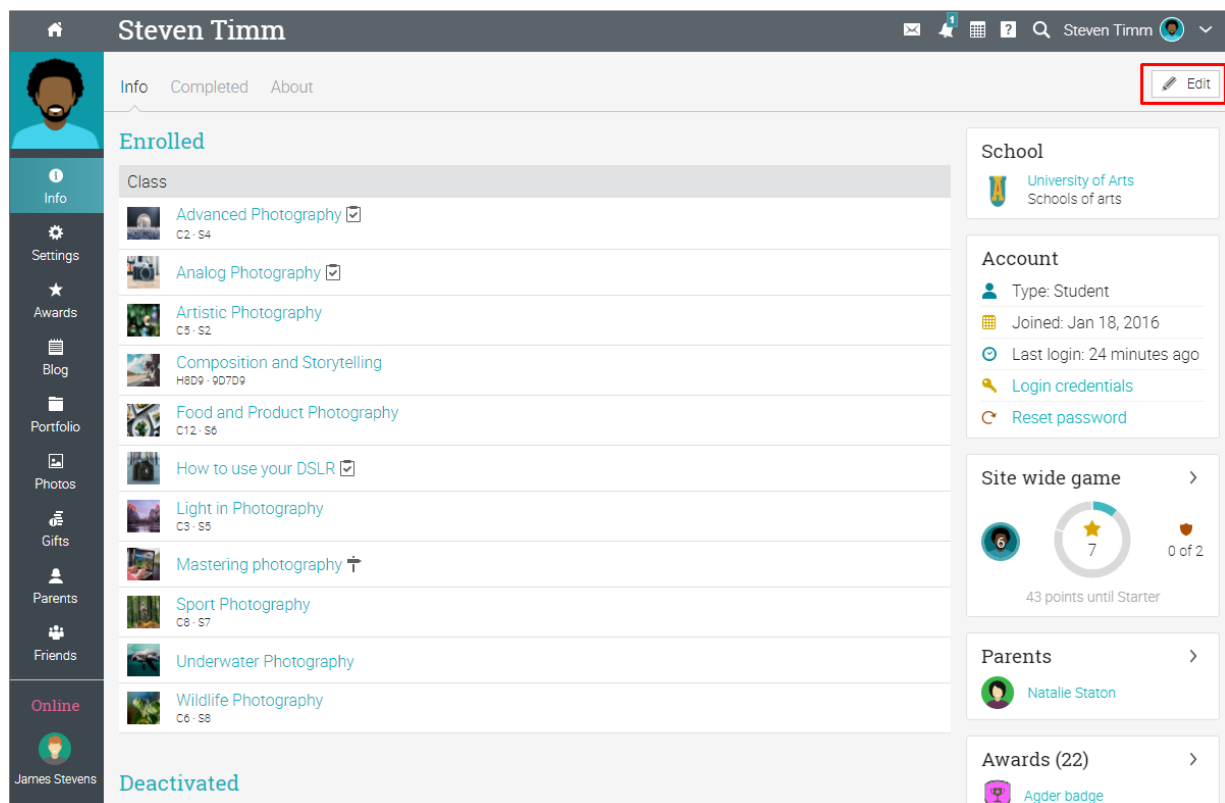 Steven Timm
1
?
Steven Timm
Info
Completed
About
Edit
Info
Settings
Awards
Blog
Portfolio
Photos
Gifts
Parents
Friends
Online
James Stevens
Enrolled
Class
Advanced Photography
C2 · S4
Analog Photography
Artistic Photography
C5 · S2
Composition and Storytelling
H8D9 · 9D7D9
Food and Product Photography
C12 · S6
How to use your DSLR
Light in Photography
C3 · S5
Mastering photography
Sport Photography
C8 · S7
Underwater Photography
Wildlife Photography
C6 · S8
Deactivated
School
University of Arts
Schools of arts
Account
Type: Student
Joined: Jan 18, 2016
Last login: 24 minutes ago
Login credentials
Reset password
Site wide game
6
7
0 of 2
43 points until Starter
Parents
Natalie Staton
Awards (22)
Agder badge